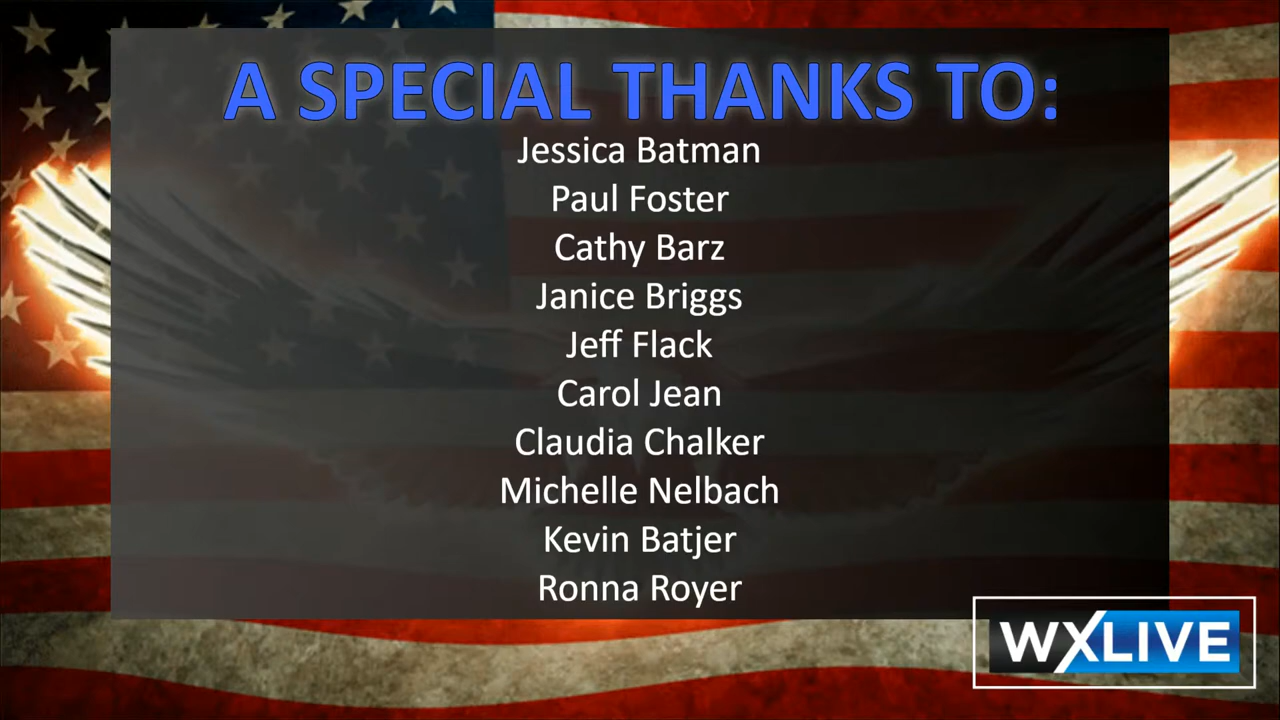 A SPECIAL THANKS TO:
Jessica Batman
Paul Foster
Cathy Barz
Janice Briggs
Jeff Flack
Carol Jean
Claudia Chalker
Michelle Nelbach
Kevin Batjer
Ronna Royer
WXLIVE